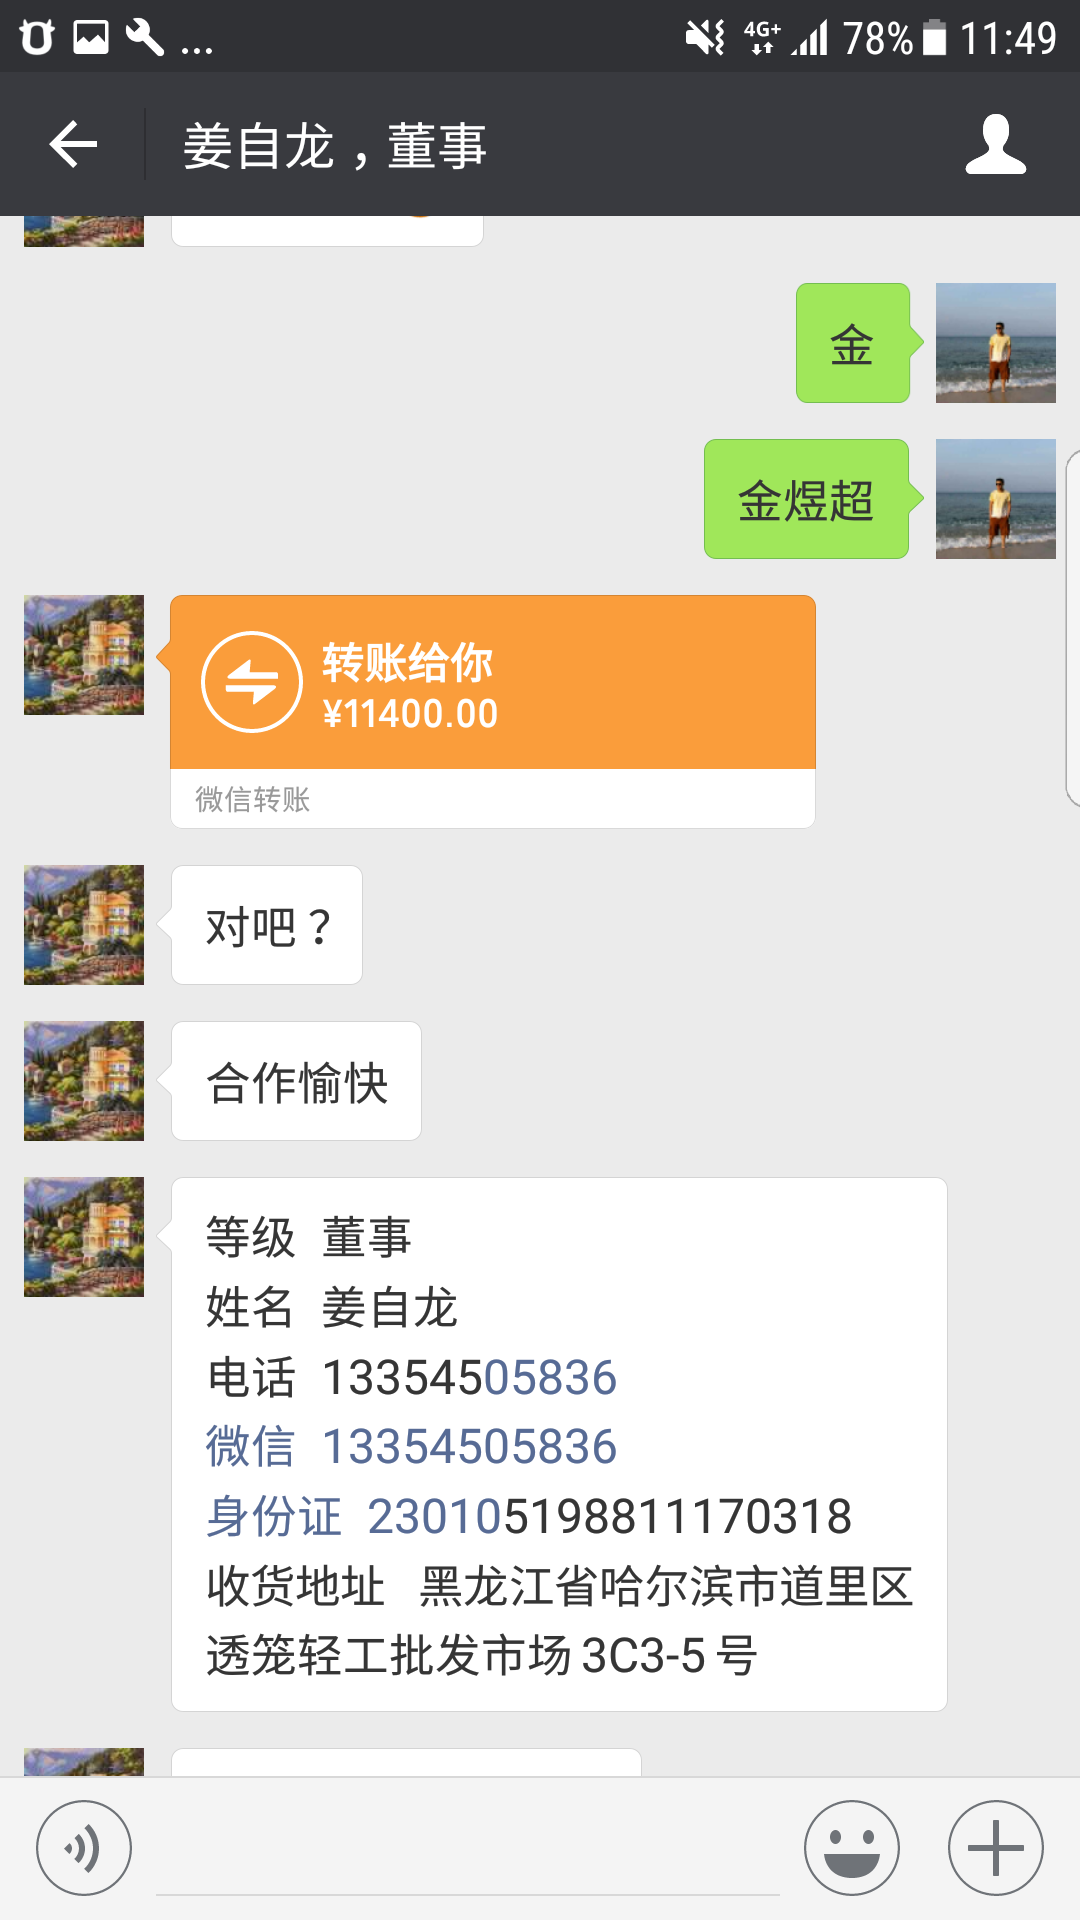 4G+ 78% 11:49
姜自龙，董事
金
金煜超
转账给你
¥11400.00
微信转账
对吧？
合作愉快
等级 董事
姓名 姜自龙
电话 13354505836
微信 13354505836
身份证 230105198811170318
收货地址 黑龙江省哈尔滨市道里区
透笼轻工批发市场3C3-5号